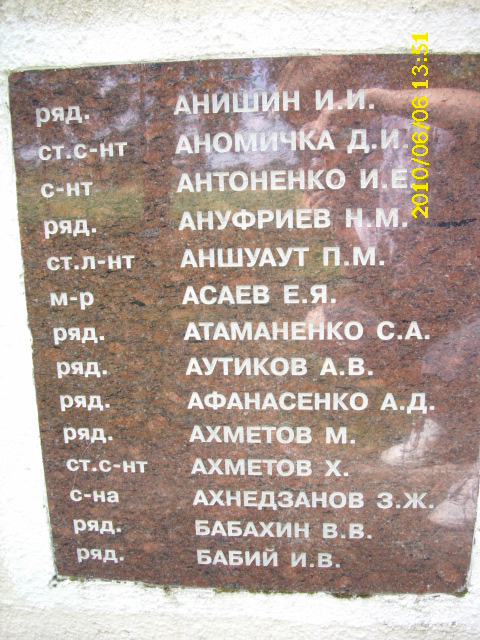 ряд. АНИШИН И.И.
ст.с-нт АНОМИЧКА Д.И.
с-нт АНТОНЕНКО И.Е.
ряд. АНУФРИЕВ Н.М.
ст.л-нт АНШУАУТ П.М.
м-р АСАЕВ Е.Я.
ряд. АТАМАНЕНКО С.А.
ряд. АУТИКОВ А.В.
ряд. АФАНАСЕНКО А.Д.
ряд. АХМЕТОВ М.
ст.с-нт АХМЕТОВ Х.
с-на АХНЕДЗАНОВ З.Ж.
ряд. БАБАХИН В.В.
ряд. БАБИЙ И.В.
2010/06/06 13:51